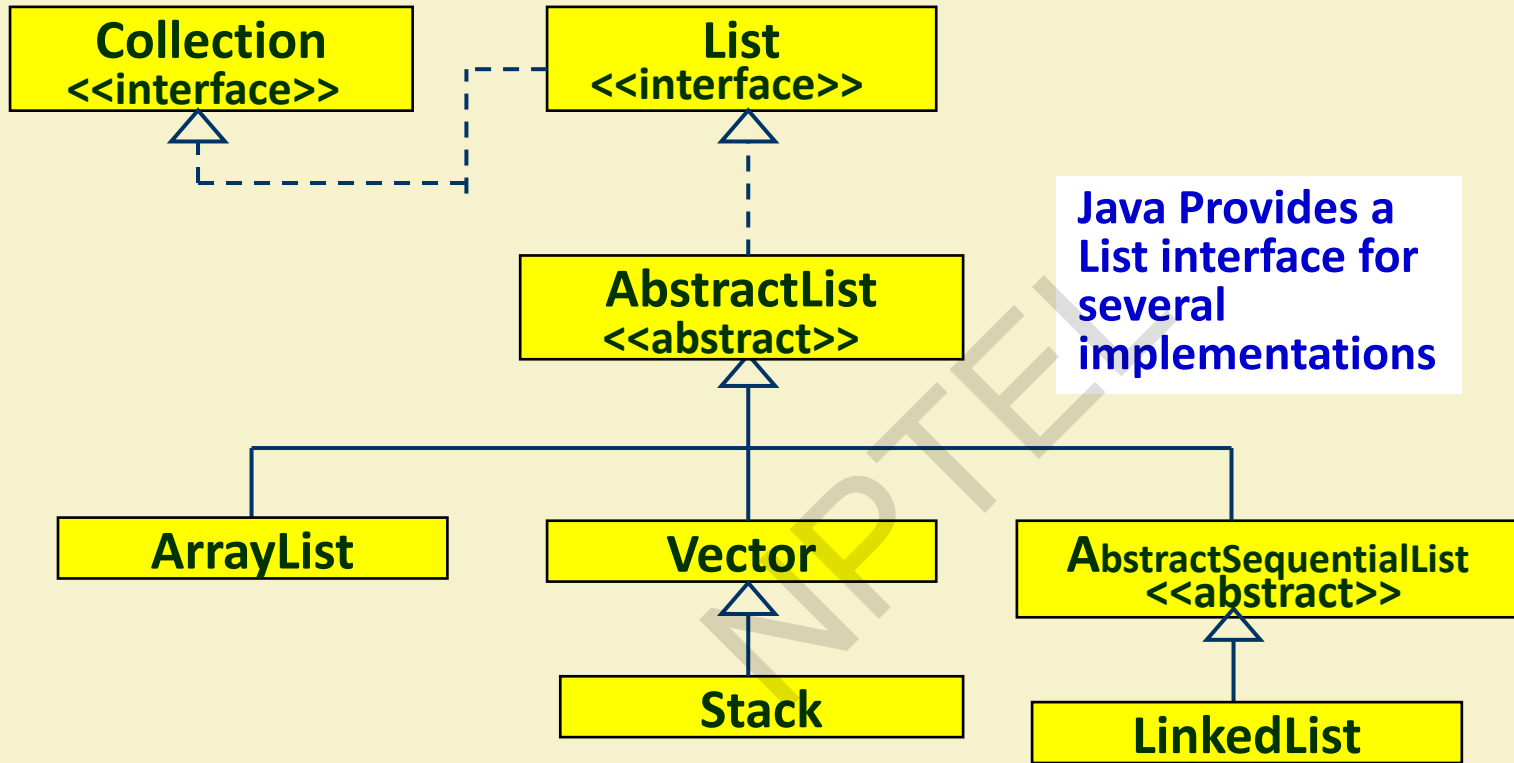 Collection
<<interface>>
List
<<interface>>
Java Provides a
List interface for
several
implementations
AbstractList
<<abstract>>
ArrayList
Vector
AbstractSequentialList
<<abstract>>
Stack
LinkedList
NPTEL